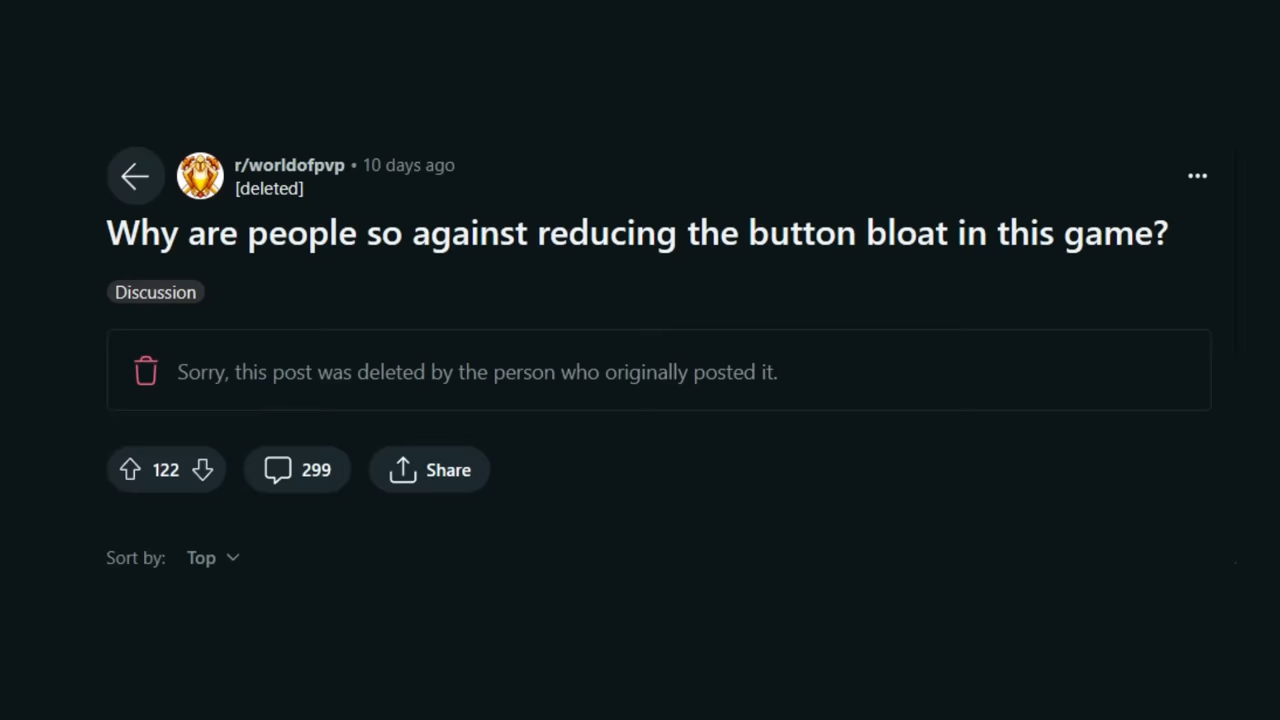 r/worldofpvp • 10 days ago
[deleted]
Why are people so against reducing the button bloat in this game?
Discussion
Sorry, this post was deleted by the person who originally posted it.
122 299 Share
Sort by: Top